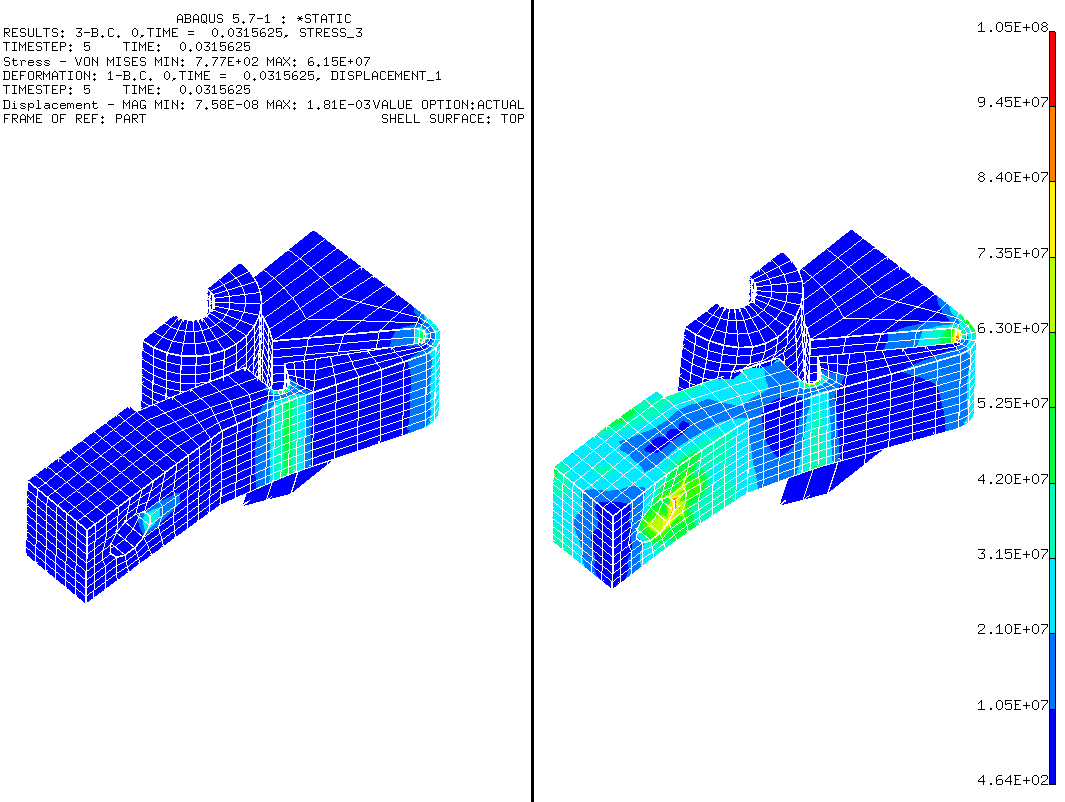 ABAQUS 5.7-1 : *STATIC
RESULTS: 3-B.C. 0,TIME = 0.0315625, STRESS_3
TIMESTEP: 5 TIME: 0.0315625
Stress - VON MISES MIN: 7.77E+02 MAX: 6.15E+07
DEFORMATION: 1-B.C. 0,TIME = 0.0315625, DISPLACEMENT_1
TIMESTEP: 5 TIME: 0.0315625
Displacement - MAG MIN: 7.58E-08 MAX: 1.81E-03VALUE OPTION:ACTUAL
FRAME OF REF: PART SHELL SURFACE: TOP
1.05E+08
9.45E+07
8.40E+07
7.35E+07
6.30E+07
5.25E+07
4.20E+07
3.15E+07
2.10E+07
1.05E+07
4.64E+02